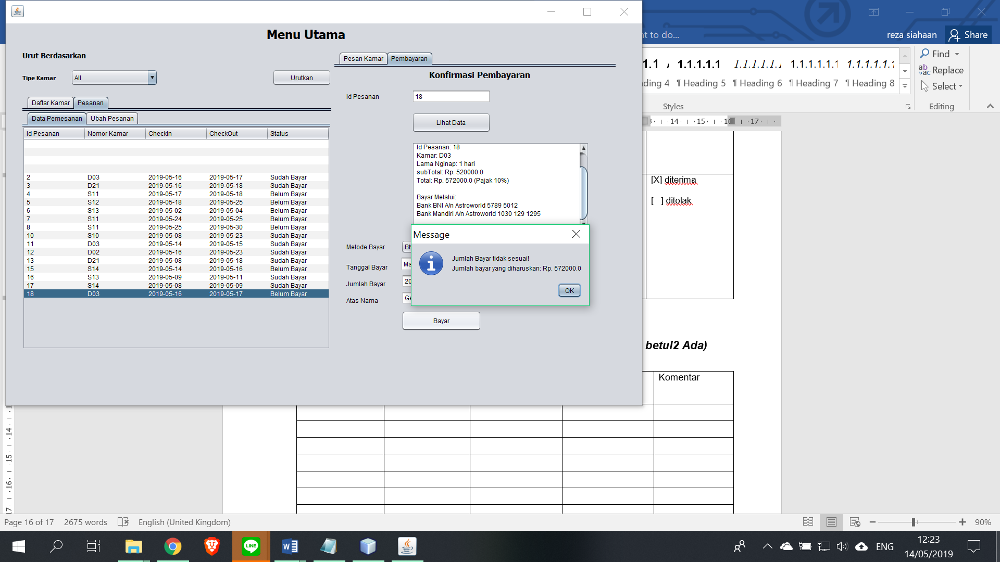 Menu Utama
Urut Berdasarkan
Tipe Kamar
All
Urutkan
Daftar Kamar
Pesanan
Data Pemesanan
Ubah Pesanan
Id Pesanan Nomor Kamar CheckIn CheckOut Status
2 D03 2019-05-16 2019-05-17 Sudah Bayar
3 D21 2019-05-16 2019-05-18 Sudah Bayar
4 S11 2019-05-17 2019-05-18 Belum Bayar
5 S12 2019-05-18 2019-05-25 Belum Bayar
6 S13 2019-05-02 2019-05-04 Belum Bayar
7 S11 2019-05-24 2019-05-25 Belum Bayar
8 S11 2019-05-25 2019-05-30 Belum Bayar
10 S10 2019-05-08 2019-05-23 Sudah Bayar
11 D03 2019-05-14 2019-05-15 Sudah Bayar
12 D02 2019-05-16 2019-05-23 Sudah Bayar
13 D21 2019-05-08 2019-05-18 Sudah Bayar
15 S14 2019-05-14 2019-05-16 Belum Bayar
16 S13 2019-05-09 2019-05-11 Sudah Bayar
17 S14 2019-05-08 2019-05-09 Sudah Bayar
18 D03 2019-05-16 2019-05-17 Belum Bayar
Pesan Kamar
Pembayaran
Konfirmasi Pembayaran
Id Pesanan
18
Lihat Data
Id Pesanan: 18
Kamar: D03
Lama Nginap: 1 hari
subTotal: Rp. 520000.0
Total: Rp. 572000.0 (Pajak 10%)
Bayar Melalui:
Bank BNI A/n Astroworld 5789 5012
Bank Mandiri A/n Astroworld 1030 129 1295
Metode Bayar
Tanggal Bayar
Ma
Jumlah Bayar
20
Atas Nama
Ge
Bayar
Message
Jumlah Bayar tidak sesuai!
Jumlah bayar yang diharuskan: Rp. 572000.0
OK
nt to do...
reza siahaan
Share
1.1 1.1.1.1.1 1.1.1.1.1.1 1.1.1.1.1.1 1.1.1.1.1.1
ding 4 ¶ Heading 5 ¶ Heading 6 ¶ Heading 7 ¶ Heading 8
Styles
Find
Replace
Select
Editing
14 15 16 17
[X] diterima
[ ] ditolak
betul2 Ada)
Komentar
14
15
16
17
Page 16 of 17 2675 words English (United Kingdom)
90%
LINE
ENG
12:23
14/05/2019